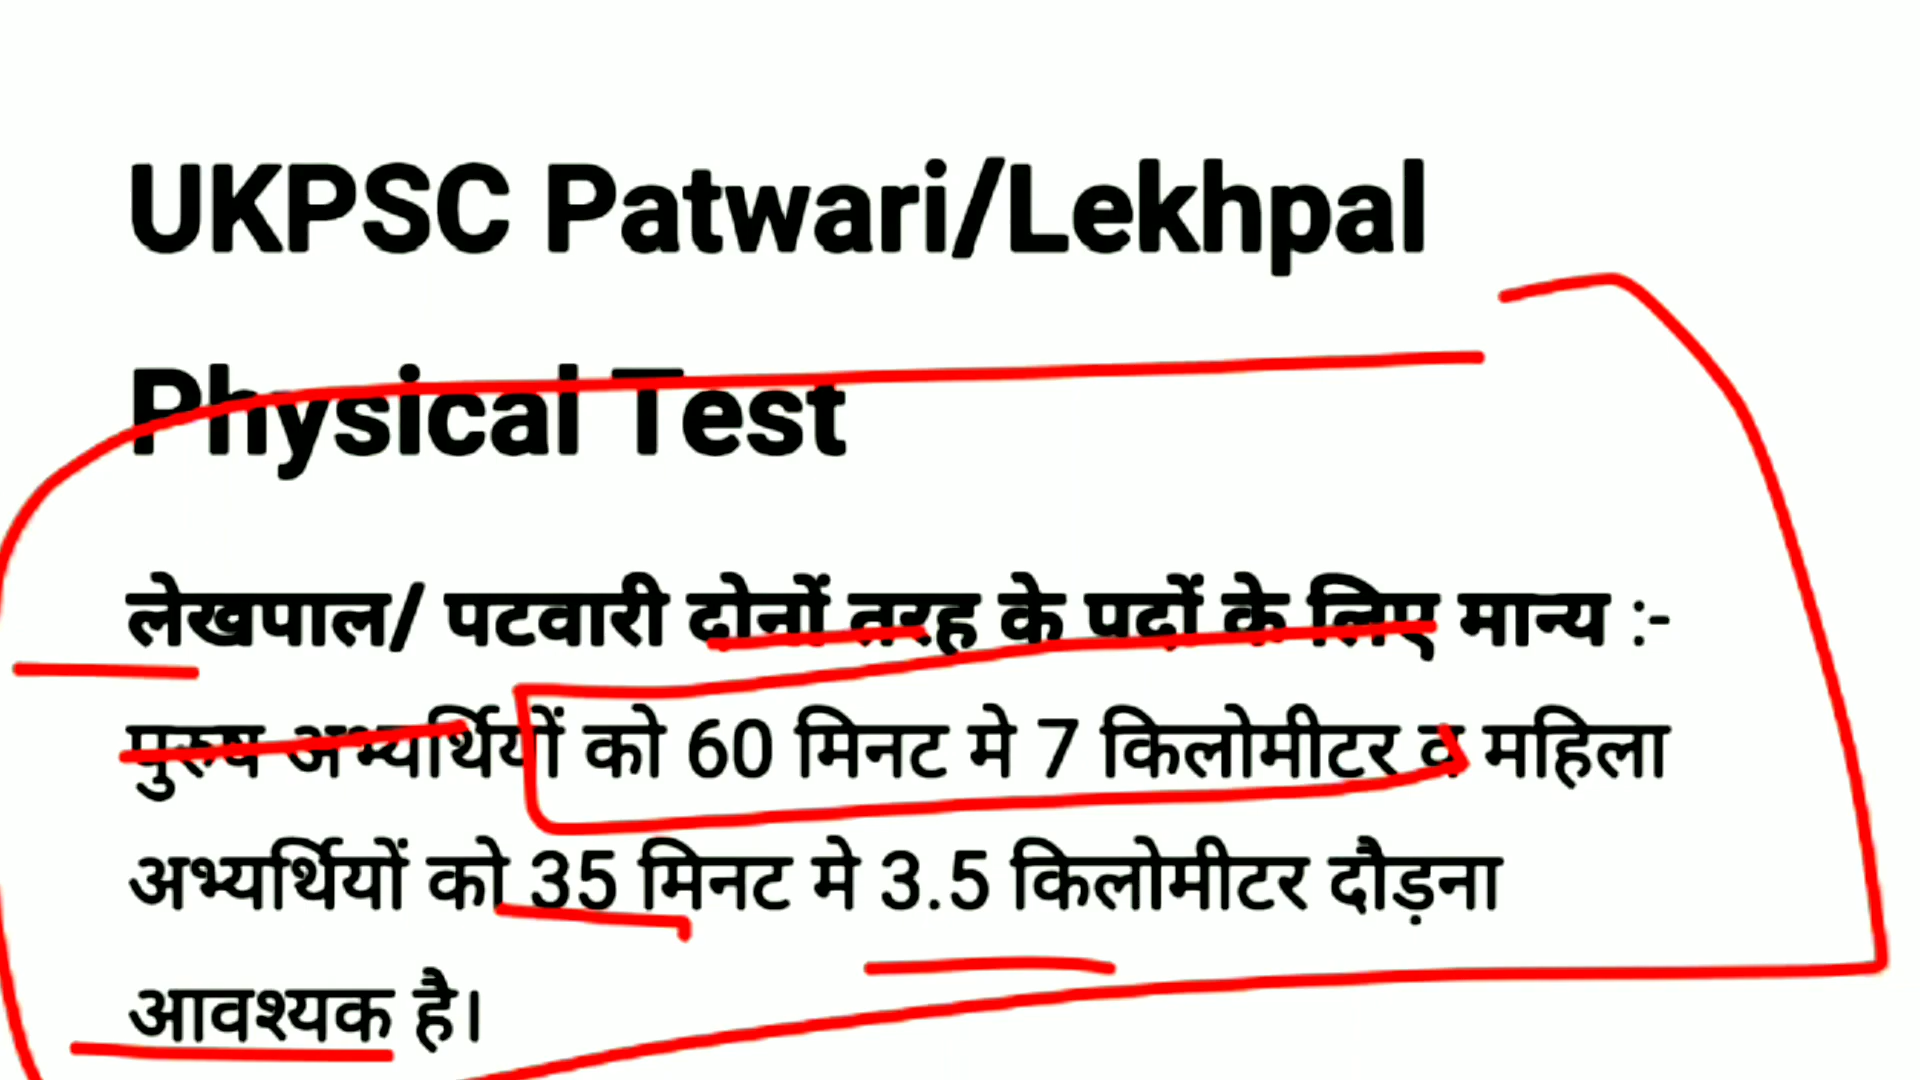 UKPSC Patwari/Lekhpal
Physical Test
लेखपाल/ पटवारी दोनों तरह के पदों के लिए मान्य :-
पुरुष अभ्यर्थियों को 60 मिनट मे 7 किलोमीटर व महिला
अभ्यर्थियों को 35 मिनट मे 3.5 किलोमीटर दौड़ना
आवश्यक है।